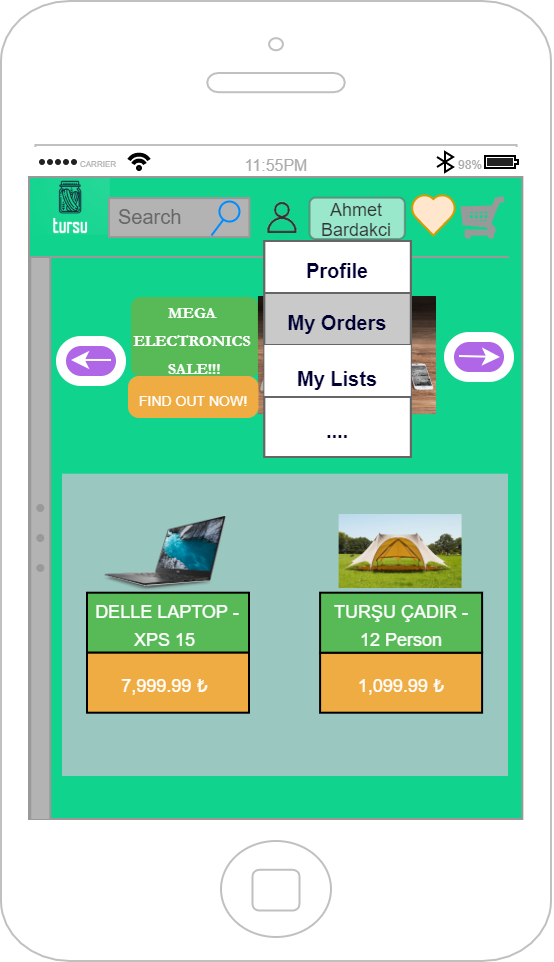 CARRIER
11:55PM
98%
tursu
Search
Ahmet
Bardakci
Profile
My Orders
My Lists
....
MEGA
ELECTRONICS
SALE!!!
FIND OUT NOW!
DELLE LAPTOP -
XPS 15
7,999.99 ₺
TURŞU ÇADIR -
12 Person
1,099.99 ₺